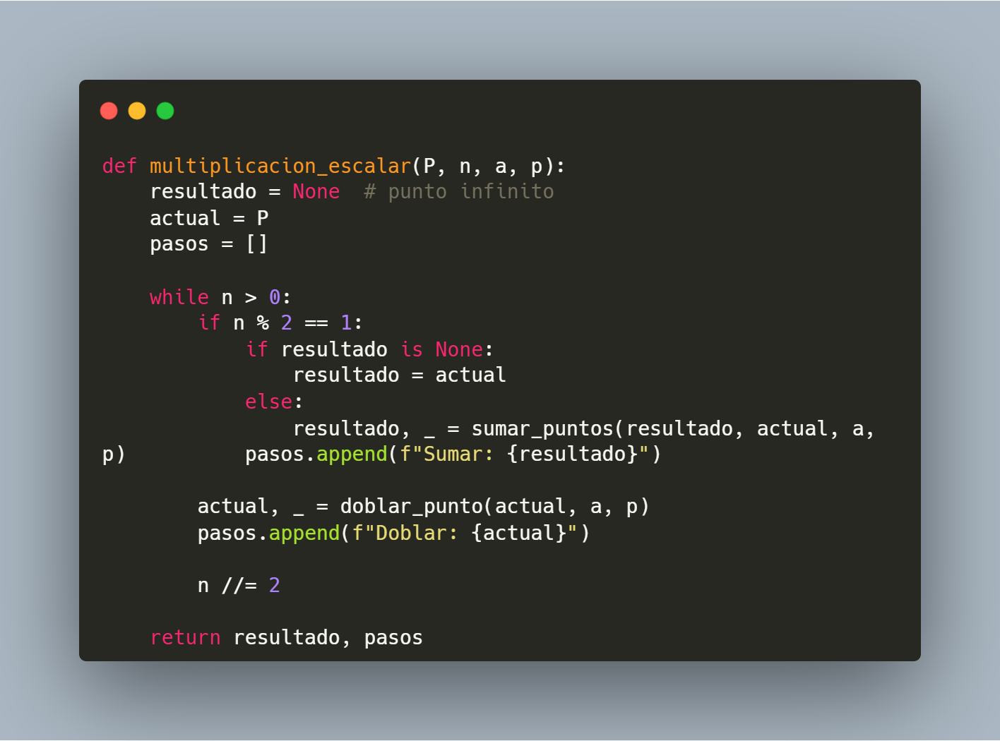 def multiplicacion_escalar(P, n, a, p):
    resultado = None  # punto infinito
    actual = P
    pasos = []

    while n > 0:
        if n % 2 == 1:
            if resultado is None:
                resultado = actual
            else:
                resultado, _ = sumar_puntos(resultado, actual, a,
p)          pasos.append(f"Sumar: {resultado}")

        actual, _ = doblar_punto(actual, a, p)
        pasos.append(f"Doblar: {actual}")

        n //= 2

    return resultado, pasos